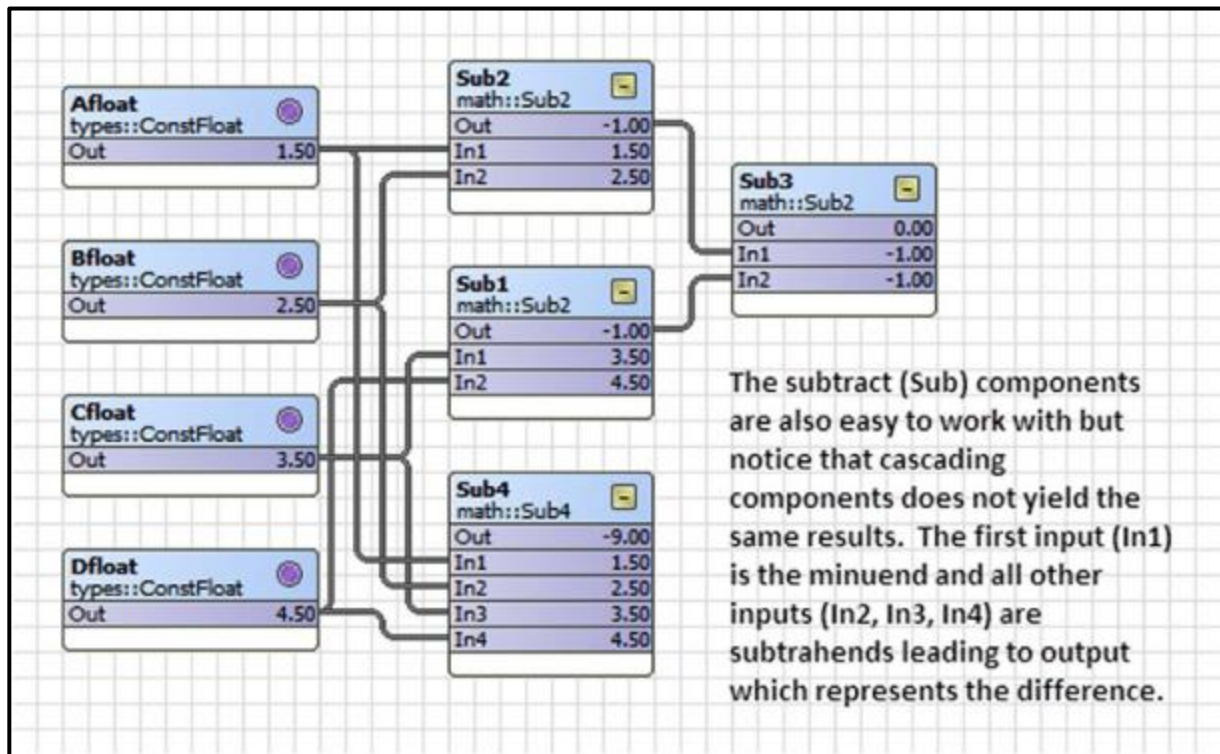 Afloat
types::ConstFloat
Out 1.50
Bfloat
types::ConstFloat
Out 2.50
Cfloat
types::ConstFloat
Out 3.50
Dfloat
types::ConstFloat
Out 4.50
Sub2
math::Sub2
Out -1.00
In1 1.50
In2 2.50
Sub1
math::Sub2
Out -1.00
In1 3.50
In2 4.50
Sub4
math::Sub4
Out -9.00
In1 1.50
In2 2.50
In3 3.50
In4 4.50
Sub3
math::Sub2
Out 0.00
In1 -1.00
In2 -1.00
The subtract (Sub) components
are also easy to work with but
notice that cascading
components does not yield the
same results. The first input (In1)
is the minuend and all other
inputs (In2, In3, In4) are
subtrahends leading to output
which represents the difference.